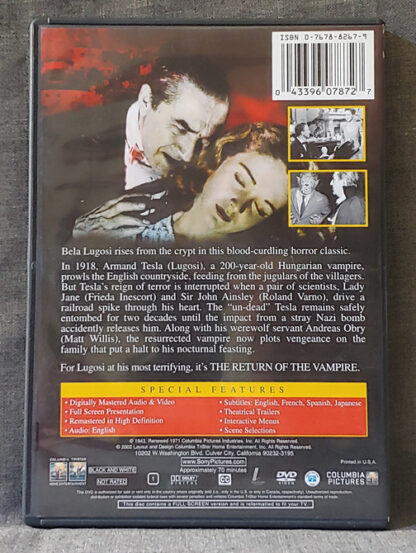 ISBN 0-7678-8267-9
0 43396 07872 7
Bela Lugosi rises from the crypt in this blood-curdling horror classic.
In 1918, Armand Tesla (Lugosi), a 200-year-old Hungarian vampire,
prowls the English countryside, feeding from the jugulars of the villagers.
But Tesla's reign of terror is interrupted when a pair of scientists, Lady
Jane (Frieda Inescort) and Sir John Ainsley (Roland Varno), drive a
railroad spike through his heart. The "un-dead" Tesla remains safely
entombed for two decades until the impact from a stray Nazi bomb
accidently releases him. Along with his werewolf servant Andreas Obry
(Matt Willis), the resurrected vampire now plots vengeance on the
family that put a halt to his nocturnal feasting.
For Lugosi at his most terrifying, it's THE RETURN OF THE VAMPIRE.
SPECIAL FEATURES
• Digitally Mastered Audio & Video
• Full Screen Presentation
• Remastered in High Definition
• Audio: English
• Subtitles: English, French, Spanish, Japanese
• Theatrical Trailers
• Interactive Menus
• Scene Selections
© 1943, Renewed 1971 Columbia Pictures Industries, Inc. All Rights Reserved.
© 2002 Layout and Design Columbia TriStar Home Entertainment. All Rights Reserved.
10202 W. Washington Blvd. Culver City, California 90232-3195
Printed in U.S.A.
www.SonyPictures.com
Approximately 70 minutes
COLUMBIA TRISTAR
HOME ENTERTAINMENT
BLACK AND WHITE
NOT RATED
1
DOLBY
DIGITAL
DVD
VIDEO
COLUMBIA
PICTURES
This disc contains a FULL SCREEN version and is reformatted to fit your TV.